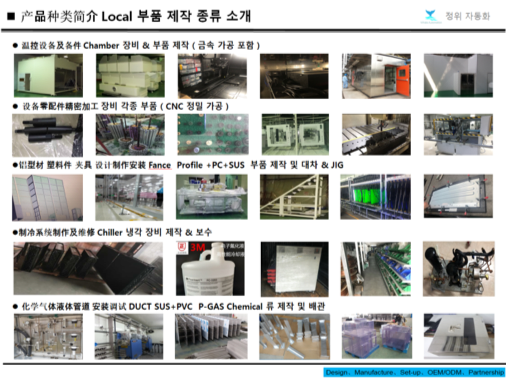 ■ 产品种类简介 Local 부품 제작 종류 소개
정위 자동화
● 温控设备及备件 Chamber 장비 & 부품 제작 ( 금속 가공 포함 )
● 设备零配件精密加工 장비 각종 부품 ( CNC 정밀 가공 )
●铝型材 塑料件 夹具 设计制作安装 Fance Profile +PC+SUS 부품 제작 및 대차 & JIG
●制冷系统制作及维修 Chiller 냉각 장비 제작 & 보수
3M
● 化学气体液体管道 安装调试 DUCT SUS+PVC P-GAS Chemical 류 제작 및 배관
Design、Manufacture、Set-up、OEM/ODM、Partnership